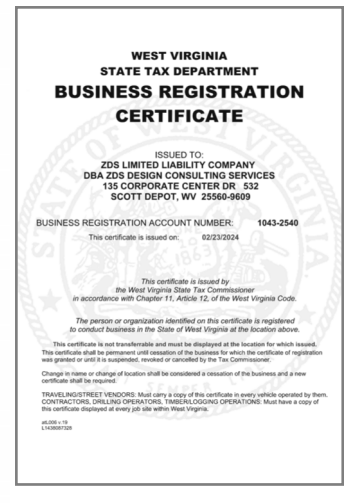 WEST VIRGINIA
STATE TAX DEPARTMENT
BUSINESS REGISTRATION
CERTIFICATE
ISSUED TO:
ZDS LIMITED LIABILITY COMPANY
DBA ZDS DESIGN CONSULTING SERVICES
135 CORPORATE CENTER DR 532
SCOTT DEPOT, WV 25560-9609
BUSINESS REGISTRATION ACCOUNT NUMBER: 1043-2540
This certificate is issued on: 02/23/2024
This certificate is issued by
the West Virginia State Tax Commissioner
in accordance with Chapter 11, Article 12, of the West Virginia Code.
The person or organization identified on this certificate is registered
to conduct business in the State of West Virginia at the location above.
This certificate is not transferrable and must be displayed at the location for which issued.
This certificate shall be permanent until cessation of the business for which the certificate of registration
was granted or until it is suspended, revoked or cancelled by the Tax Commissioner.
Change in name or change of location shall be considered a cessation of the business and a new
certificate shall be required.
TRAVELING/STREET VENDORS: Must carry a copy of this certificate in every vehicle operated by them.
CONTRACTORS, DRILLING OPERATORS, TIMBER/LOGGING OPERATIONS: Must have a copy of
this certificate displayed at every job site within West Virginia.
atL006 v.19
L1438087328